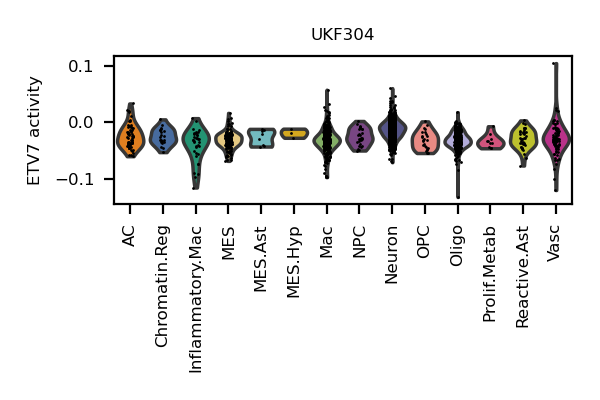 UKF304
ETV7 activity
0.1
0.0
−0.1
AC
Chromatin.Reg
Inflammatory.Mac
MES
MES.Ast
MES.Hyp
Mac
NPC
Neuron
OPC
Oligo
Prolif.Metab
Reactive.Ast
Vasc